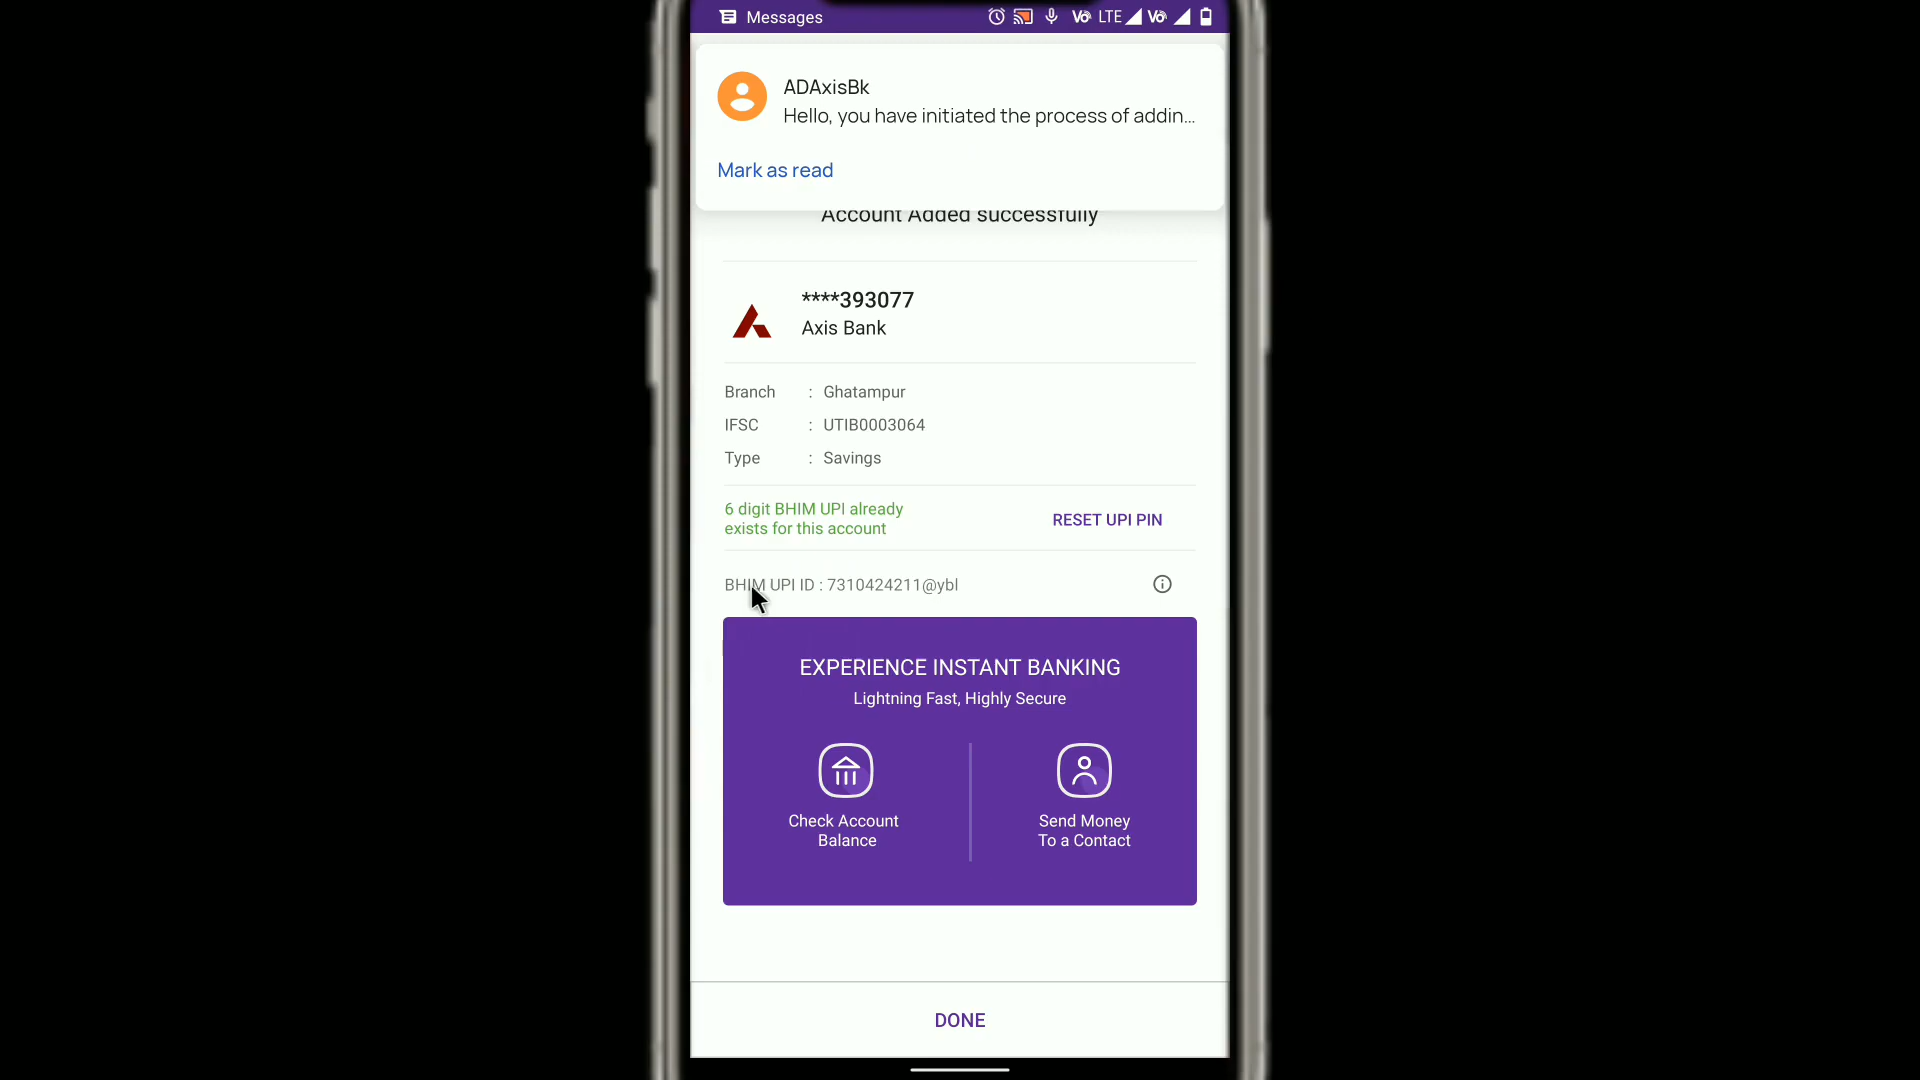 Messages
Vo LTE Vo
ADAxisBk
Hello, you have initiated the process of addin...
Mark as read
Account Added successfully
****393077
Axis Bank
Branch : Ghatampur
IFSC : UTIB0003064
Type : Savings
6 digit BHIM UPI already
exists for this account
RESET UPI PIN
BHIM UPI ID : 7310424211@ybl
EXPERIENCE INSTANT BANKING
Lightning Fast, Highly Secure
Check Account
Balance
Send Money
To a Contact
DONE